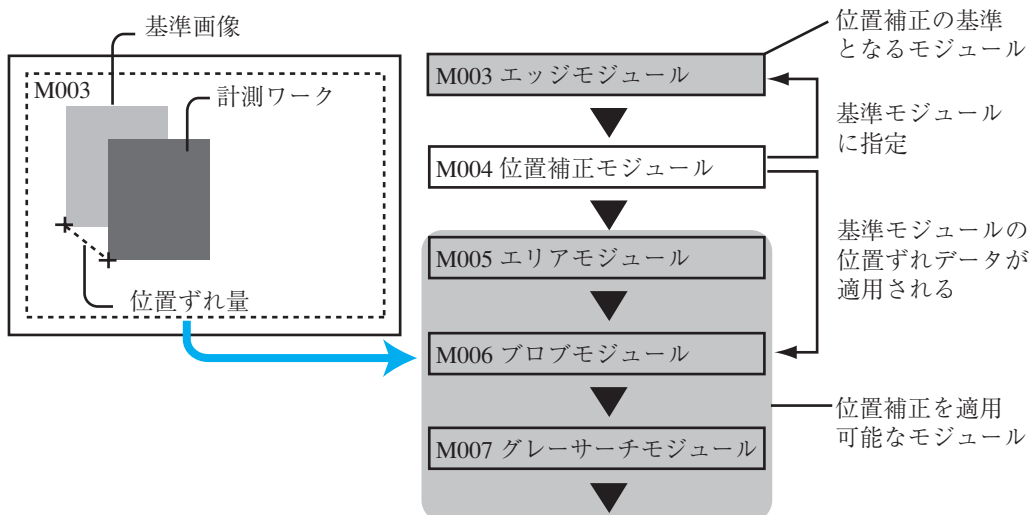 基準画像
M003
計測ワーク
位置ずれ量
位置補正の基準
となるモジュール
M003 エッジモジュール
基準モジュール
に指定
M004 位置補正モジュール
基準モジュールの
位置ずれデータが
適用される
M005 エリアモジュール
M006 ブロブモジュール
位置補正を適用
可能なモジュール
M007 グレーサーチモジュール